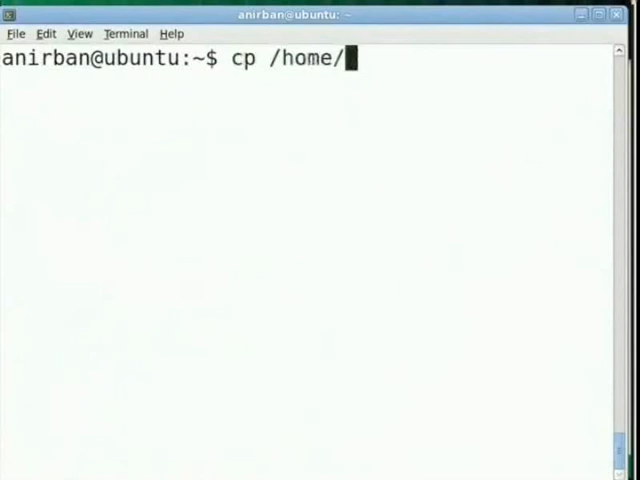 anirban@ubuntu: ~
File Edit View Terminal Help
anirban@ubuntu:~$ cp /home/